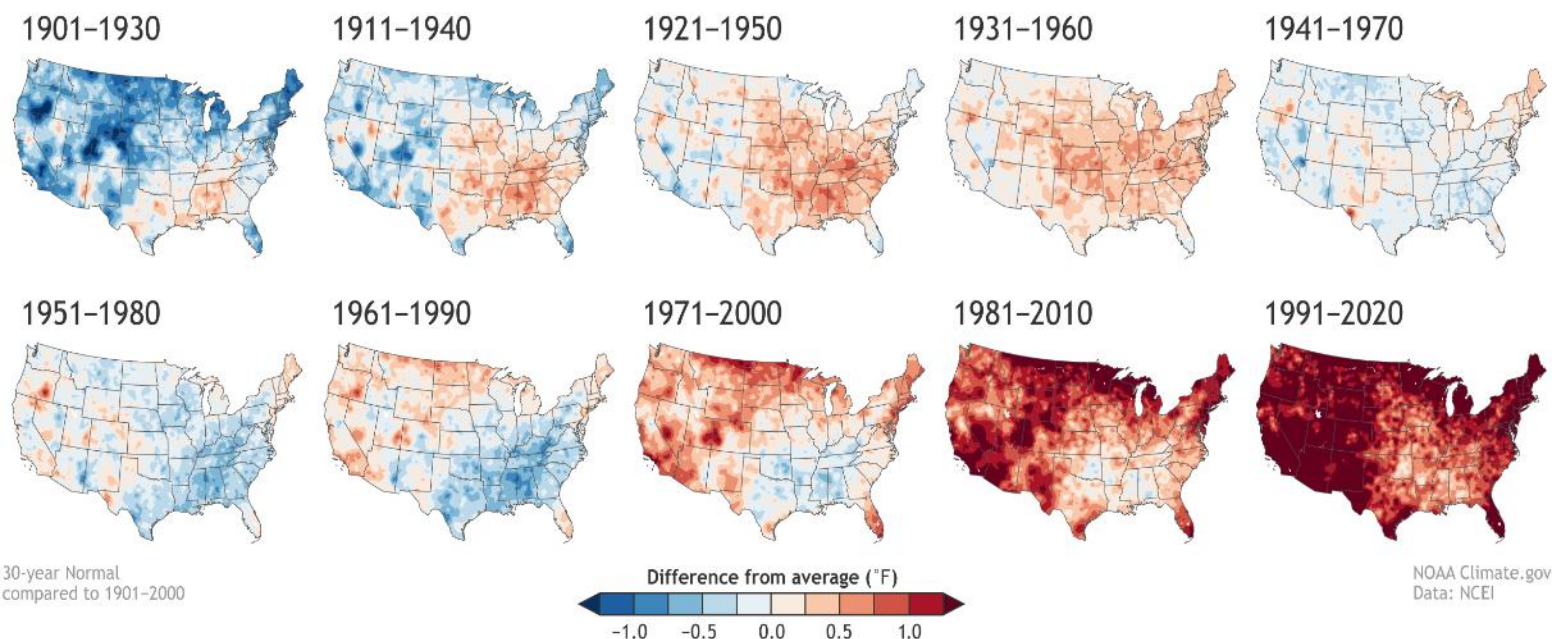 1901–1930
1911–1940
1921–1950
1931–1960
1941–1970
1951–1980
1961–1990
1971–2000
1981–2010
1991–2020
30-year Normal
compared to 1901–2000
Difference from average (°F)
−1.0 −0.5 0.0 0.5 1.0
NOAA Climate.gov
Data: NCEI